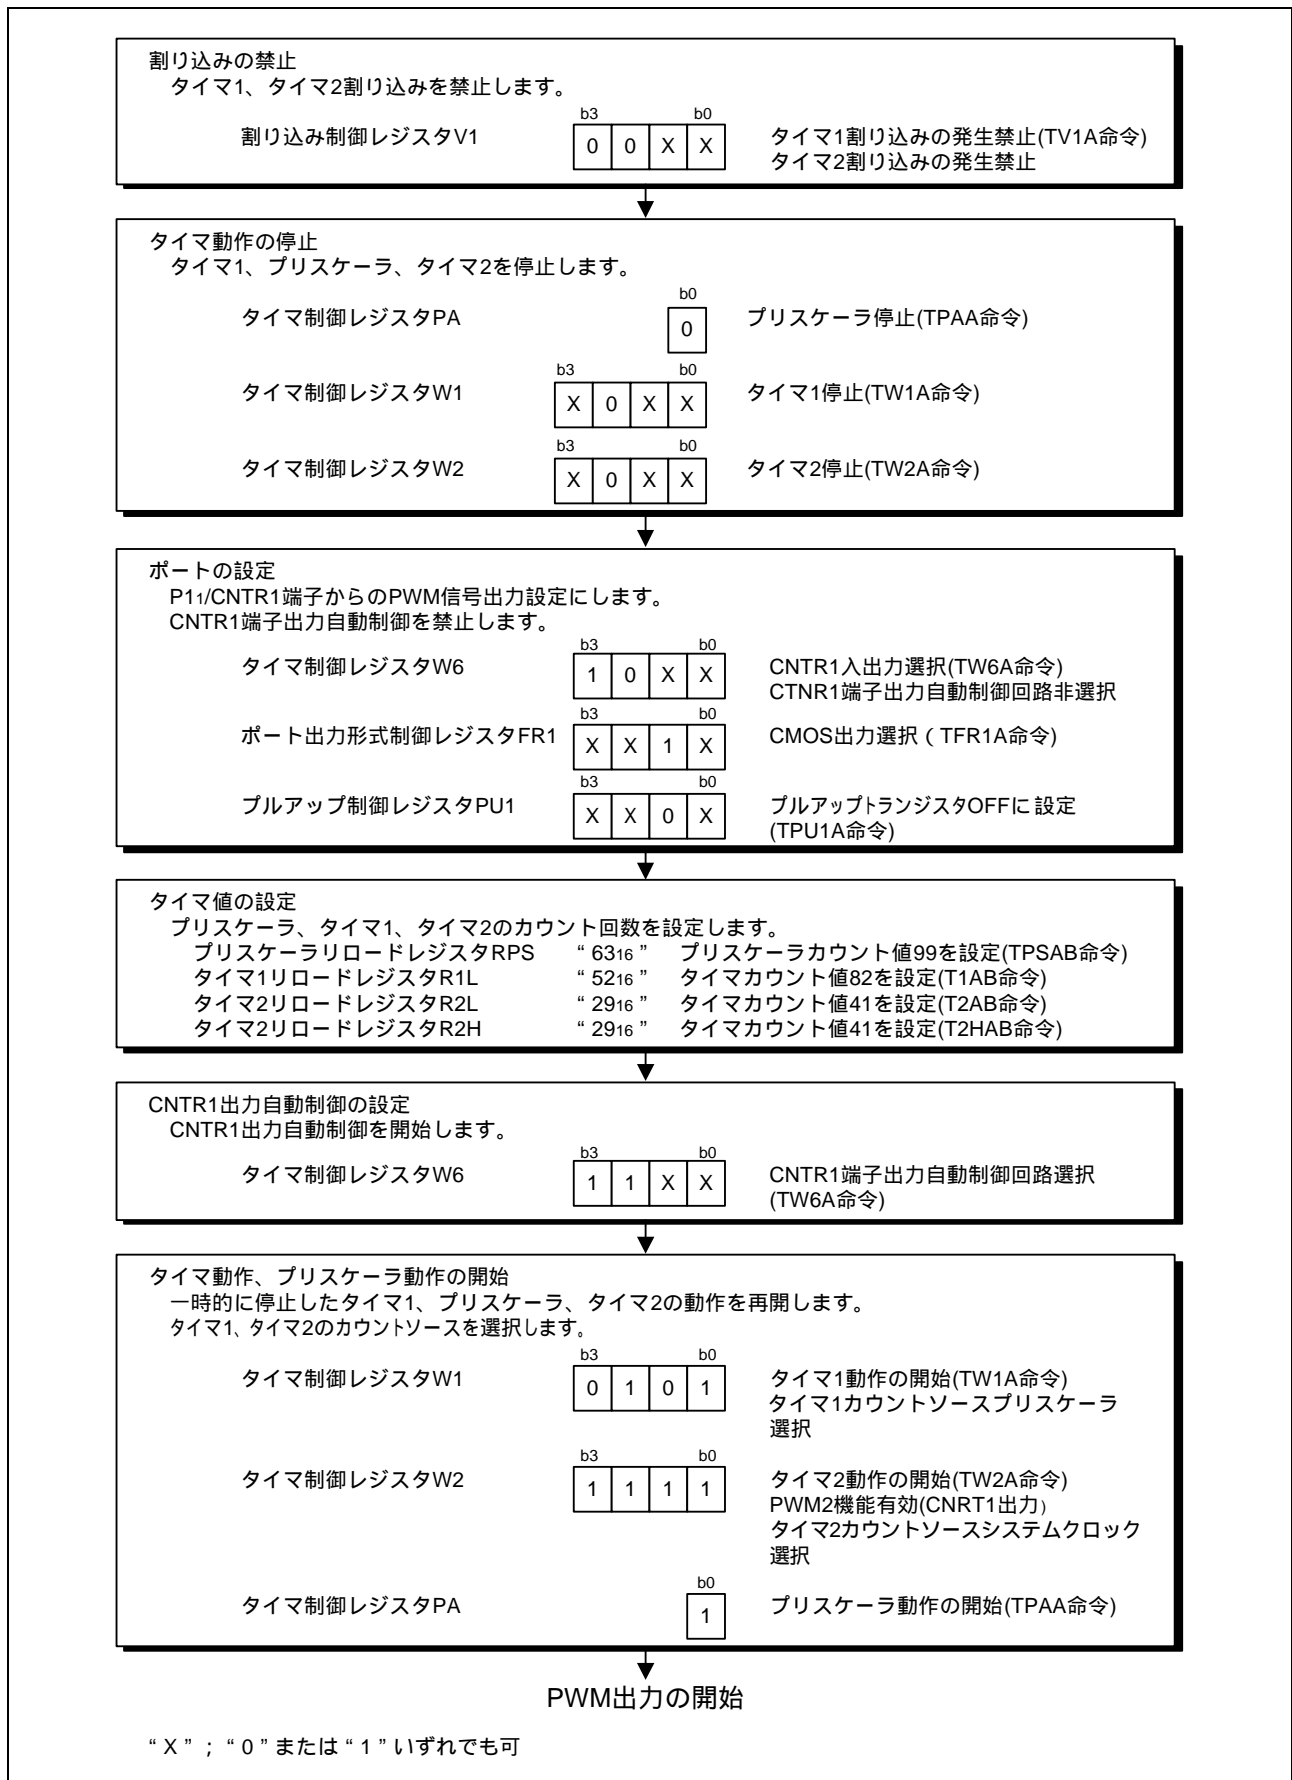 割り込みの禁止
タイマ1、タイマ2割り込みを禁止します。
b3 b0
割り込み制御レジスタV1 0 0 X X タイマ1割り込みの発生禁止(TV1A命令)
タイマ2割り込みの発生禁止
タイマ動作の停止
タイマ1、プリスケーラ、タイマ2を停止します。
b0
タイマ制御レジスタPA 0 プリスケーラ停止(TPAA命令)
b3 b0
タイマ制御レジスタW1 X 0 X X タイマ1停止(TW1A命令)
b3 b0
タイマ制御レジスタW2 X 0 X X タイマ2停止(TW2A命令)
ポートの設定
P11/CNTR1端子からのPWM信号出力設定にします。
CNTR1端子出力自動制御を禁止します。
b3 b0
タイマ制御レジスタW6 1 0 X X CNTR1入出力選択(TW6A命令)
CTNR1端子出力自動制御回路非選択
b3 b0
ポート出力形式制御レジスタFR1 X X 1 X CMOS出力選択(TFR1A命令)
b3 b0
プルアップ制御レジスタPU1 X X 0 X プルアップトランジスタOFFに設定
(TPU1A命令)
タイマ値の設定
プリスケーラ、タイマ1、タイマ2のカウント回数を設定します。
プリスケーラリロードレジスタRPS “6316” プリスケーラカウント値99を設定(TPSAB命令)
タイマ1リロードレジスタR1L “5216” タイマカウント値82を設定(T1AB命令)
タイマ2リロードレジスタR2L “2916” タイマカウント値41を設定(T2AB命令)
タイマ2リロードレジスタR2H “2916” タイマカウント値41を設定(T2HAB命令)
CNTR1出力自動制御の設定
CNTR1出力自動制御を開始します。
b3 b0
タイマ制御レジスタW6 1 1 X X CNTR1端子出力自動制御回路選択
(TW6A命令)
タイマ動作、プリスケーラ動作の開始
一時的に停止したタイマ1、プリスケーラ、タイマ2の動作を再開します。
タイマ1、タイマ2のカウントソースを選択します。
b3 b0
タイマ制御レジスタW1 0 1 0 1 タイマ1動作の開始(TW1A命令)
タイマ1カウントソースプリスケーラ
選択
b3 b0
タイマ制御レジスタW2 1 1 1 1 タイマ2動作の開始(TW2A命令)
PWM2機能有効(CNRT1出力)
タイマ2カウントソースシステムクロック
選択
b0
タイマ制御レジスタPA 1 プリスケーラ動作の開始(TPAA命令)
PWM出力の開始
“X”;“0”または“1”いずれでも可